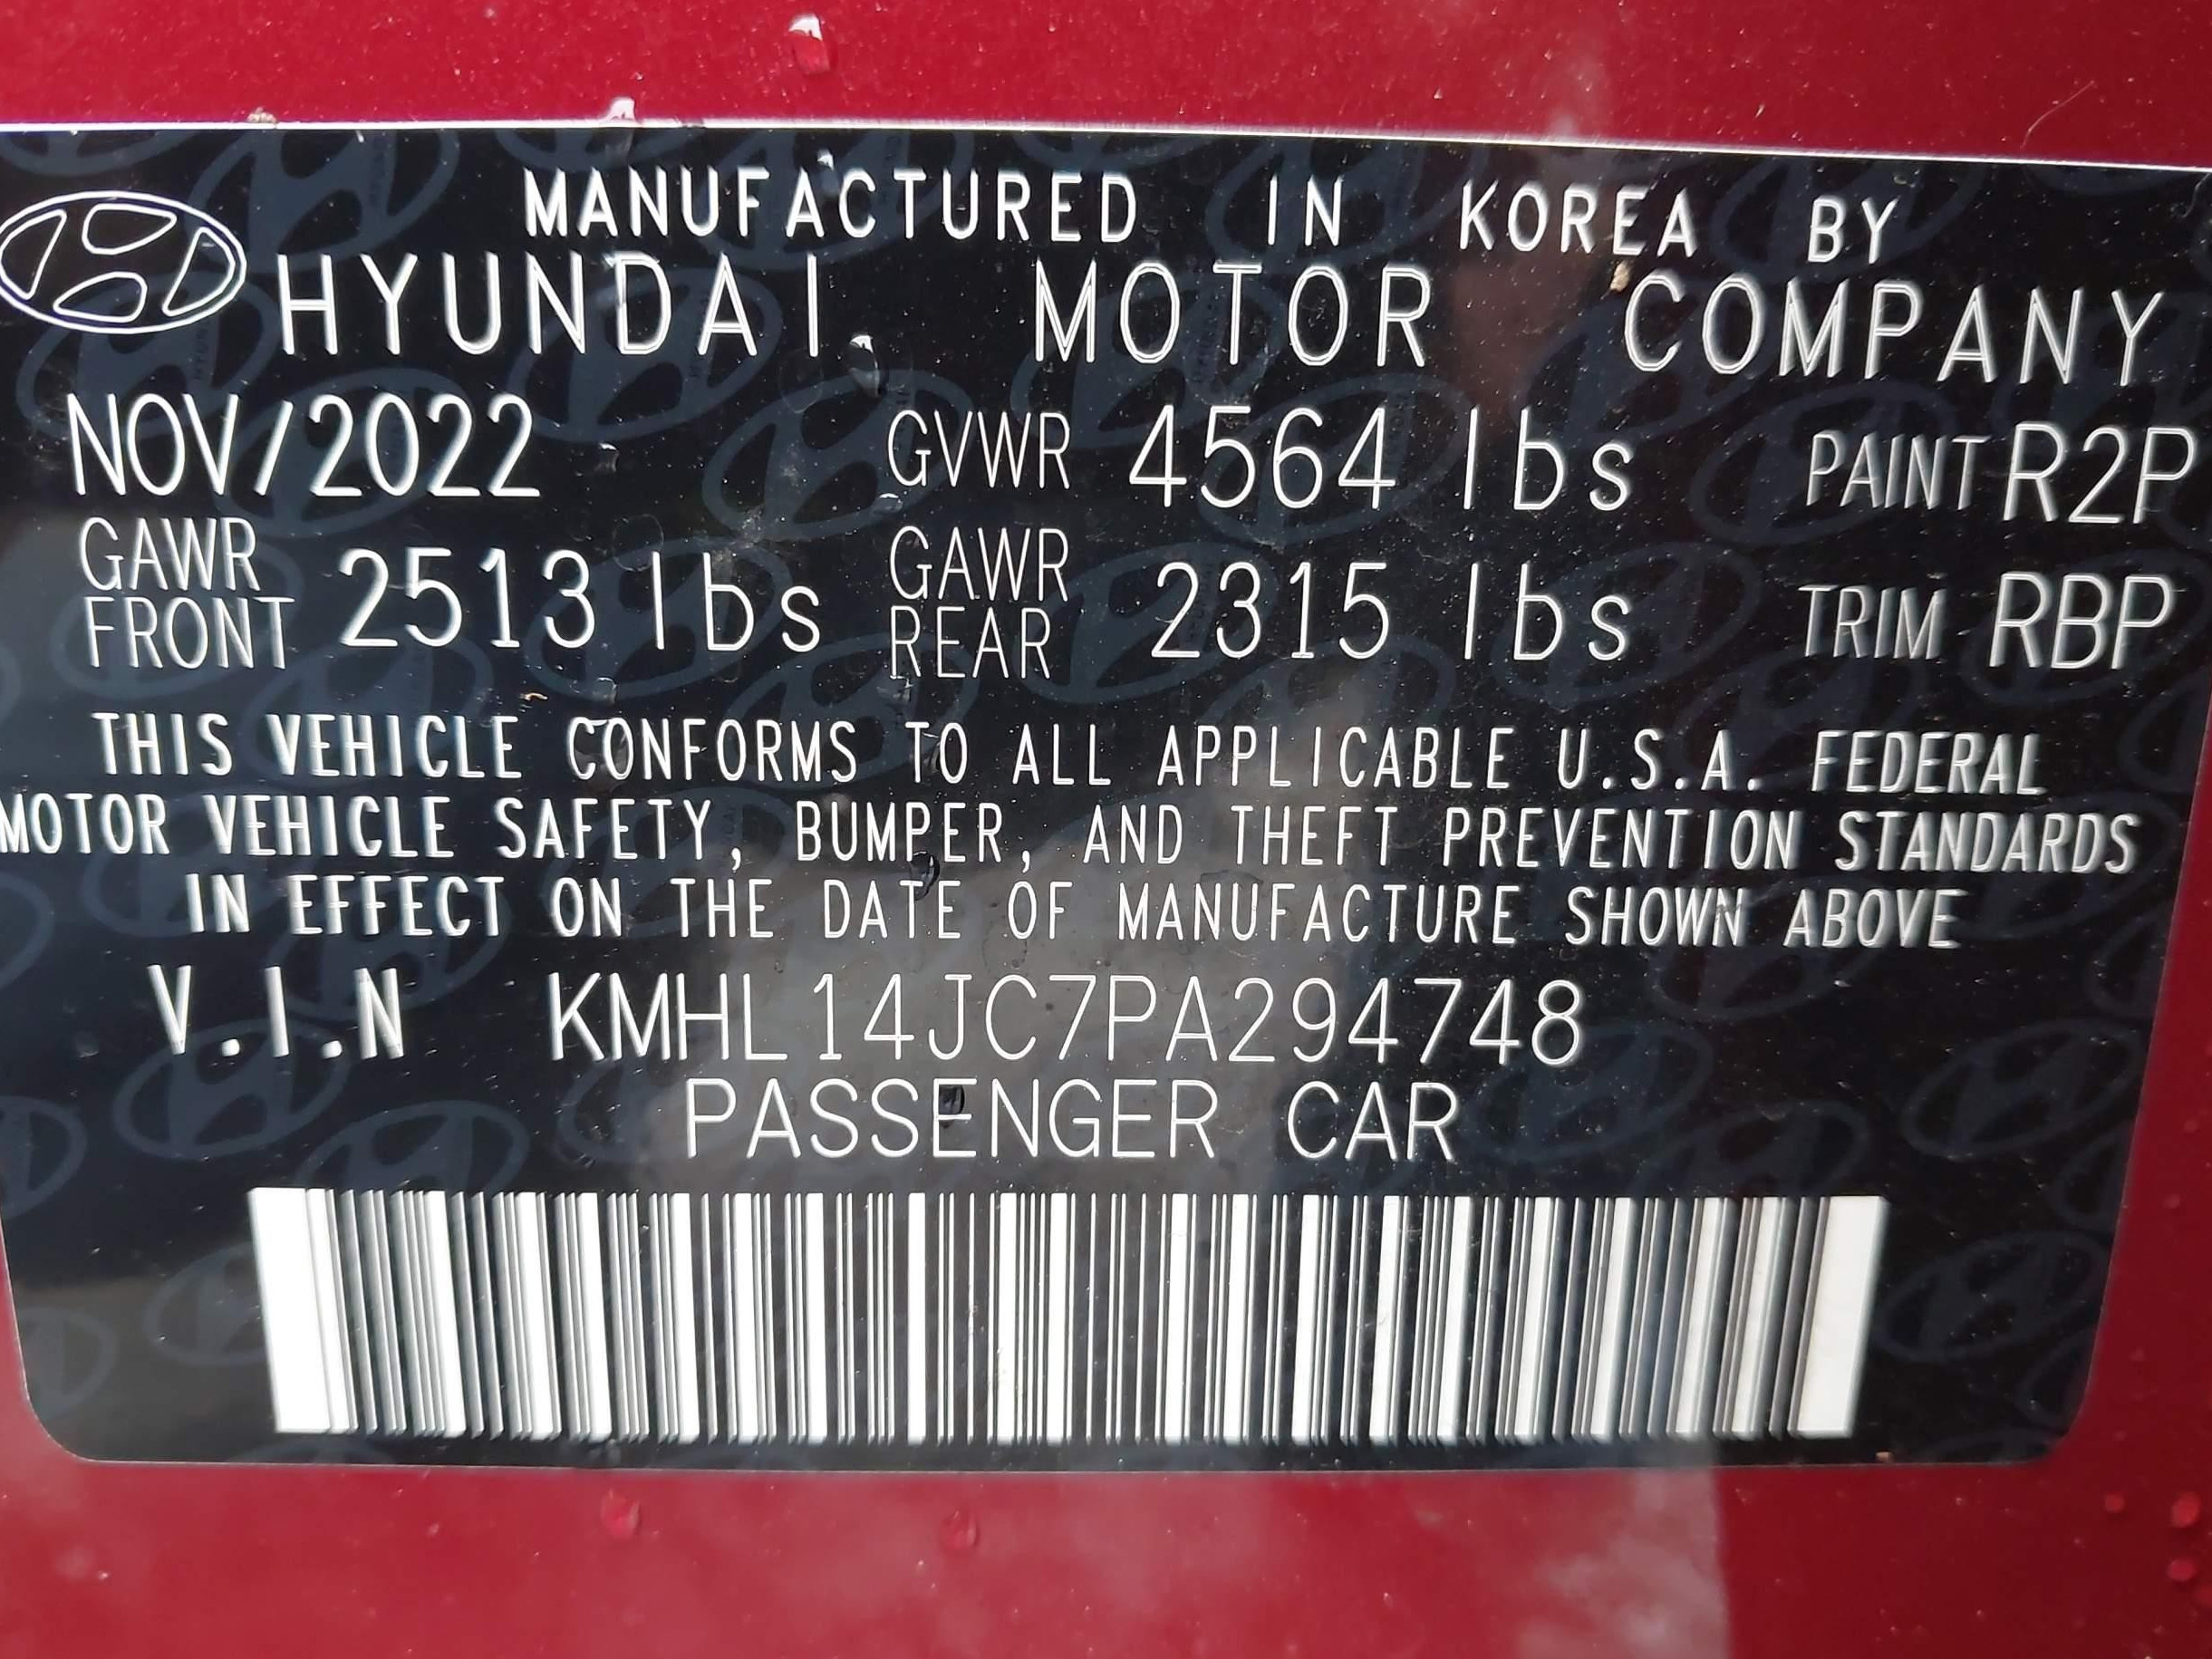 MANUFACTURED IN KOREA BY
HYUNDAI MOTOR COMPANY
NOV/2022 GVWR 4564 lbs PAINT R2P
GAWR FRONT 2513 lbs GAWR REAR 2315 lbs TRIM RBP
THIS VEHICLE CONFORMS TO ALL APPLICABLE U.S.A. FEDERAL
MOTOR VEHICLE SAFETY, BUMPER, AND THEFT PREVENTION STANDARDS
IN EFFECT ON THE DATE OF MANUFACTURE SHOWN ABOVE
V.I.N KMHL14JC7PA294748
PASSENGER CAR